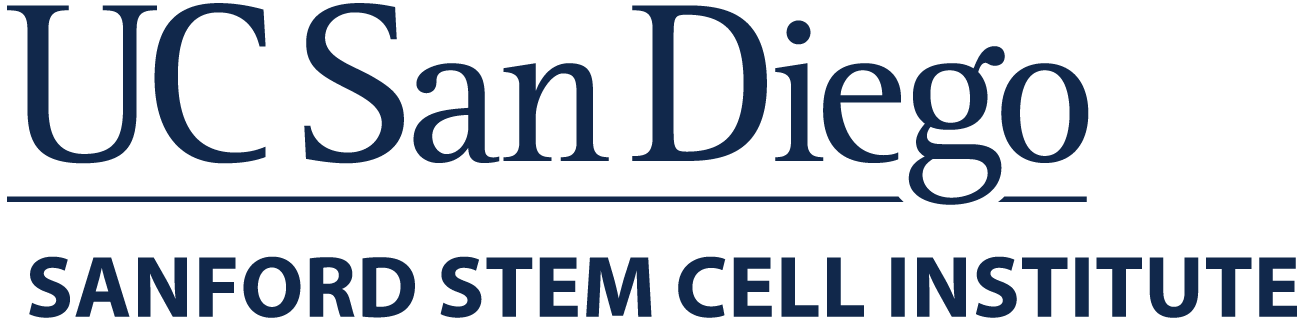 UC San Diego
SANFORD STEM CELL INSTITUTE